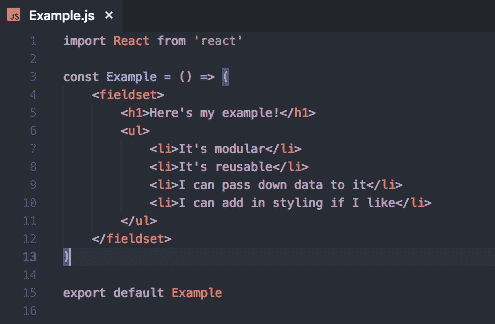 JS Example.js ×
1 import React from 'react'
2
3 const Example = () => {
4 <fieldset>
5 <h1>Here's my example!</h1>
6 <ul>
7 <li>It's modular</li>
8 <li>It's reusable</li>
9 <li>I can pass down data to it</li>
10 <li>I can add in styling if I like</li>
11 </ul>
12 </fieldset>
13 }
14
15 export default Example
16